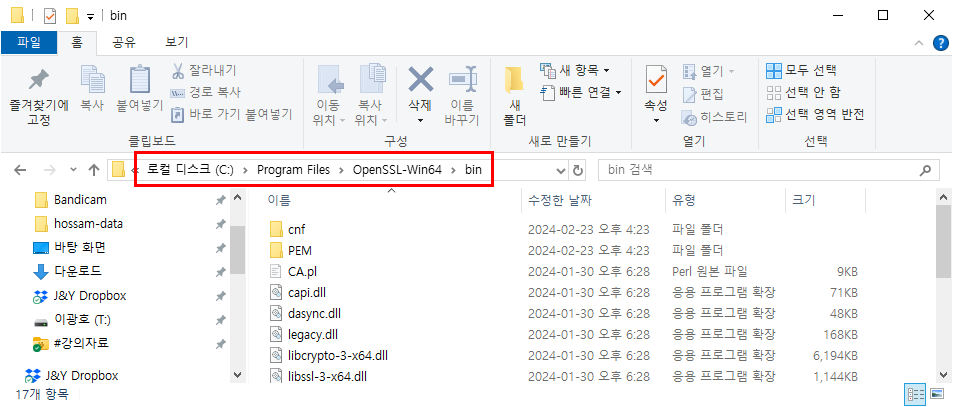 bin
파일 홈 공유 보기
즐겨찾기에 고정
복사
붙여넣기
잘라내기
경로 복사
바로 가기 붙여넣기
클립보드
이동 위치
복사 위치
삭제
이름 바꾸기
구성
새 폴더
새 항목
빠른 연결
새로 만들기
속성
열기
편집
히스토리
열기
모두 선택
선택 안 함
선택 영역 반전
선택
« 로컬 디스크 (C:) > Program Files > OpenSSL-Win64 > bin
bin 검색
Bandicam
hossam-data
바탕 화면
다운로드
J&Y Dropbox
이광호 (T:)
#강의자료
J&Y Dropbox
이름 수정한 날짜 유형 크기
cnf 2024-02-23 오후 4:23 파일 폴더
PEM 2024-02-23 오후 4:23 파일 폴더
CA.pl 2024-01-30 오후 6:28 Perl 원본 파일 9KB
capi.dll 2024-01-30 오후 6:28 응용 프로그램 확장 71KB
dasync.dll 2024-01-30 오후 6:28 응용 프로그램 확장 48KB
legacy.dll 2024-01-30 오후 6:28 응용 프로그램 확장 168KB
libcrypto-3-x64.dll 2024-01-30 오후 6:28 응용 프로그램 확장 6,194KB
libssl-3-x64.dll 2024-01-30 오후 6:28 응용 프로그램 확장 1,144KB
17개 항목